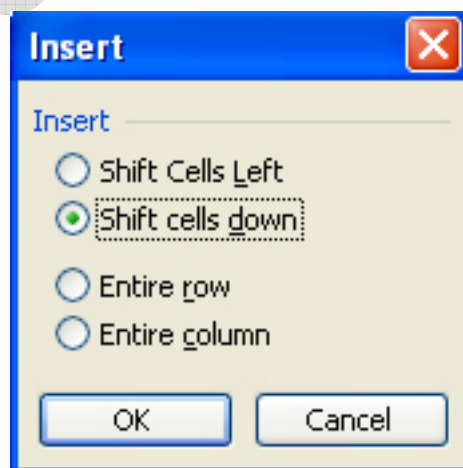 Insert
Insert
Shift Cells Left
Shift cells down
Entire row
Entire column
OK Cancel